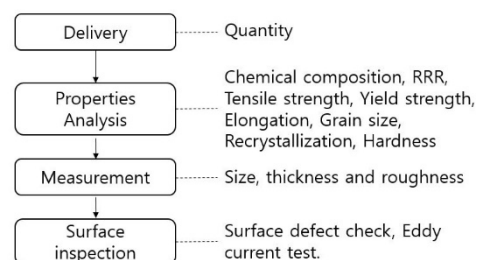 Delivery
Quantity
Properties
Analysis
Chemical composition, RRR,
Tensile strength, Yield strength,
Elongation, Grain size,
Recrystallization, Hardness
Measurement
Size, thickness and roughness
Surface
inspection
Surface defect check, Eddy
current test.